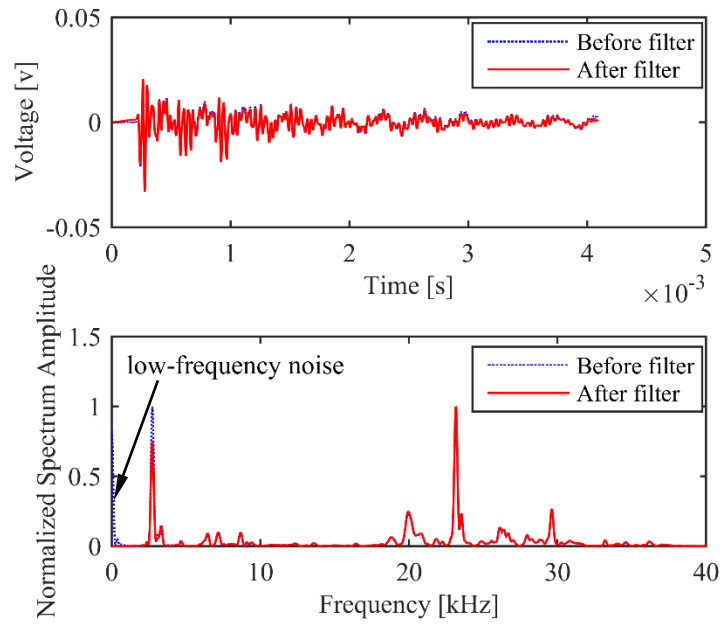 0.05
0
-0.05
Voltage [v]
Before filter
After filter
0 1 2 3 4 5
Time [s]
×10-3
1.5
1
0.5
0
Normalized Spectrum Amplitude
low-frequency noise
Before filter
After filter
0 10 20 30 40
Frequency [kHz]